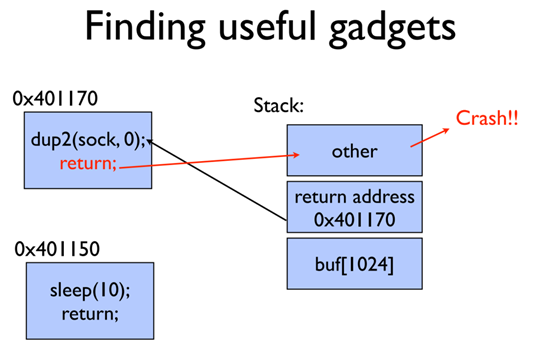 Finding useful gadgets
0x401170
dup2(sock, 0);
return;
0x401150
sleep(10);
return;
Stack:
other
return address
0x401170
buf[1024]
Crash!!